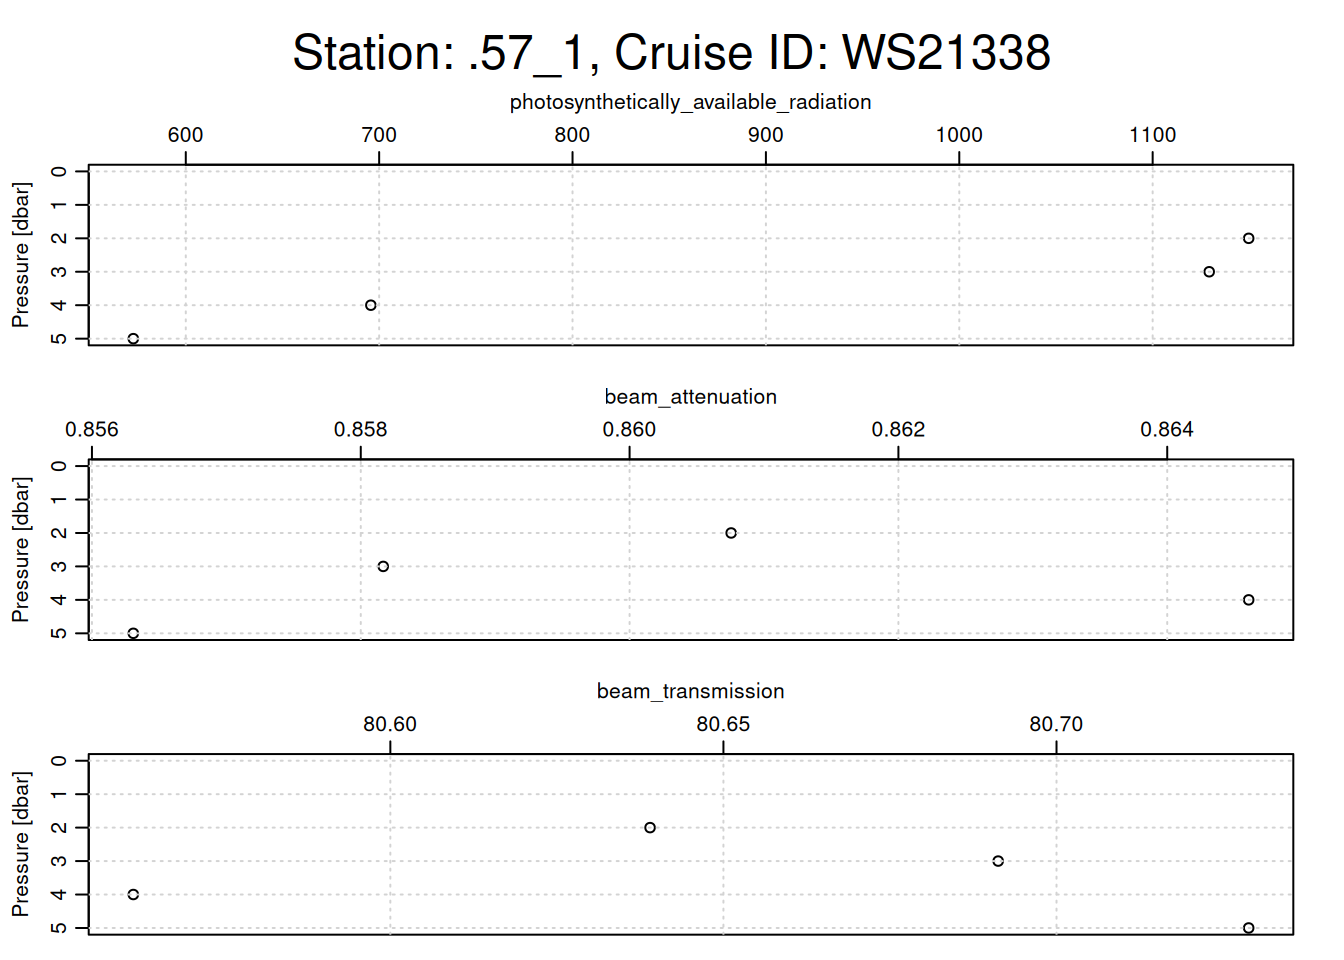 Station: .57_1, Cruise ID: WS21338
photosynthetically_available_radiation
600 700 800 900 1000 1100
Pressure [dbar]
0
1
2
3
4
5
beam_attenuation
0.856 0.858 0.860 0.862 0.864
Pressure [dbar]
0
1
2
3
4
5
beam_transmission
80.60 80.65 80.70
Pressure [dbar]
0
1
2
3
4
5